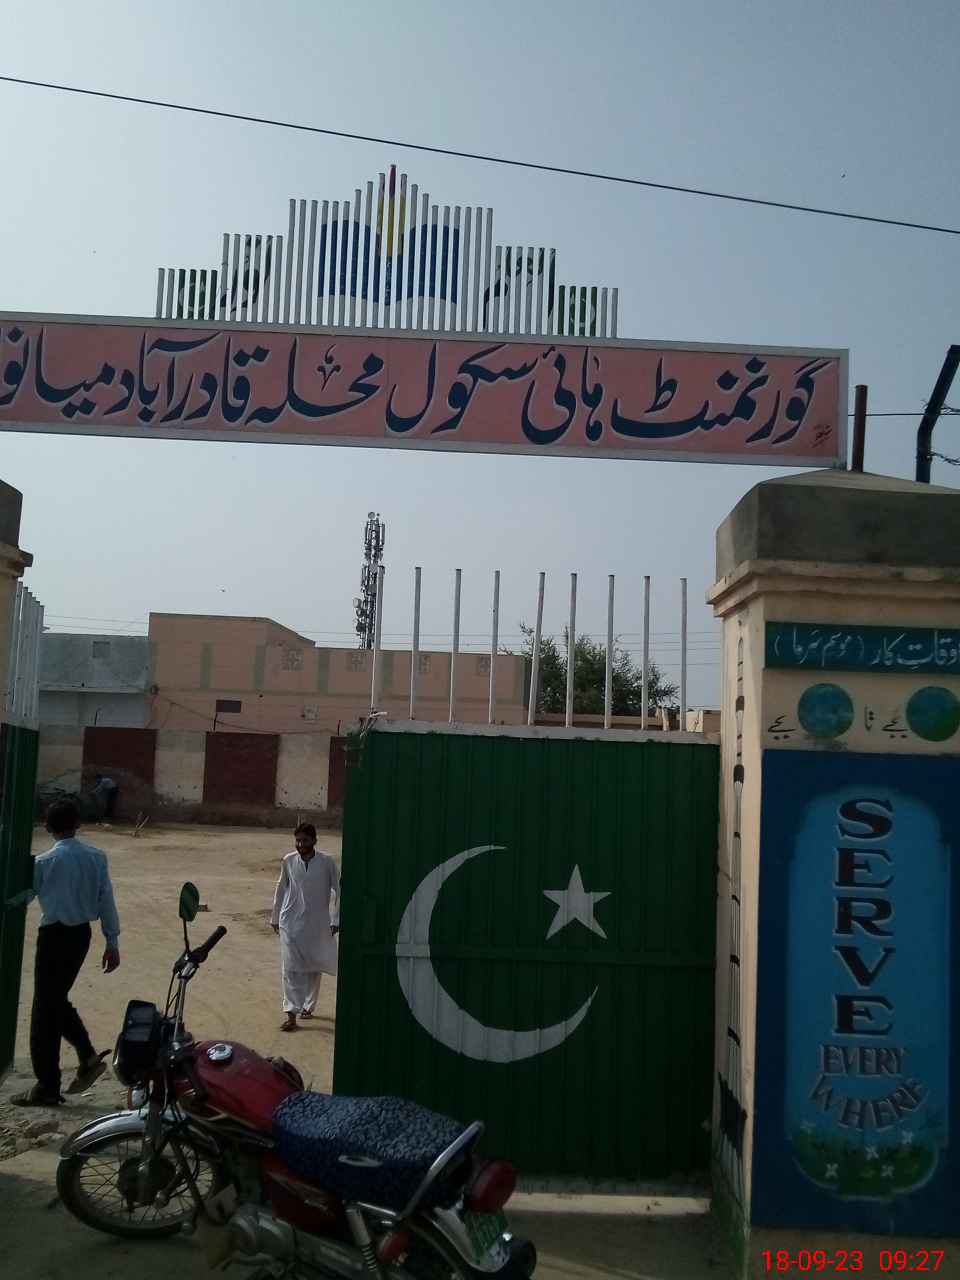 گورنمنٹ ہائی سکول محلہ قادر آباد میانو
اوقات کار (موسم سرما)
بجے تا بجے
SERVE
EVERY
WHERE
18-09-23 09:27